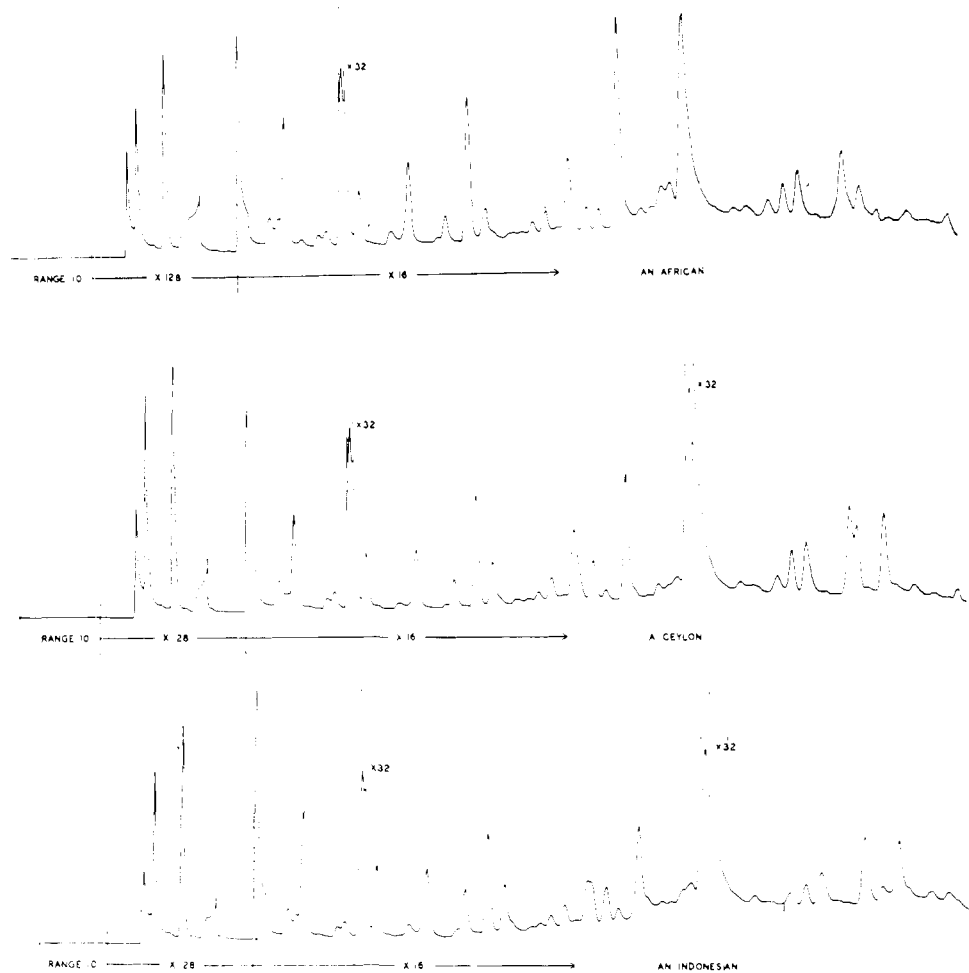 ×32
RANGE 10 × 128 × 16 AN AFRICAN
×32
×32
RANGE 10 × 28 × 16 A CEYLON
×32
×32
RANGE 10 × 28 × 16 AN INDONESIAN